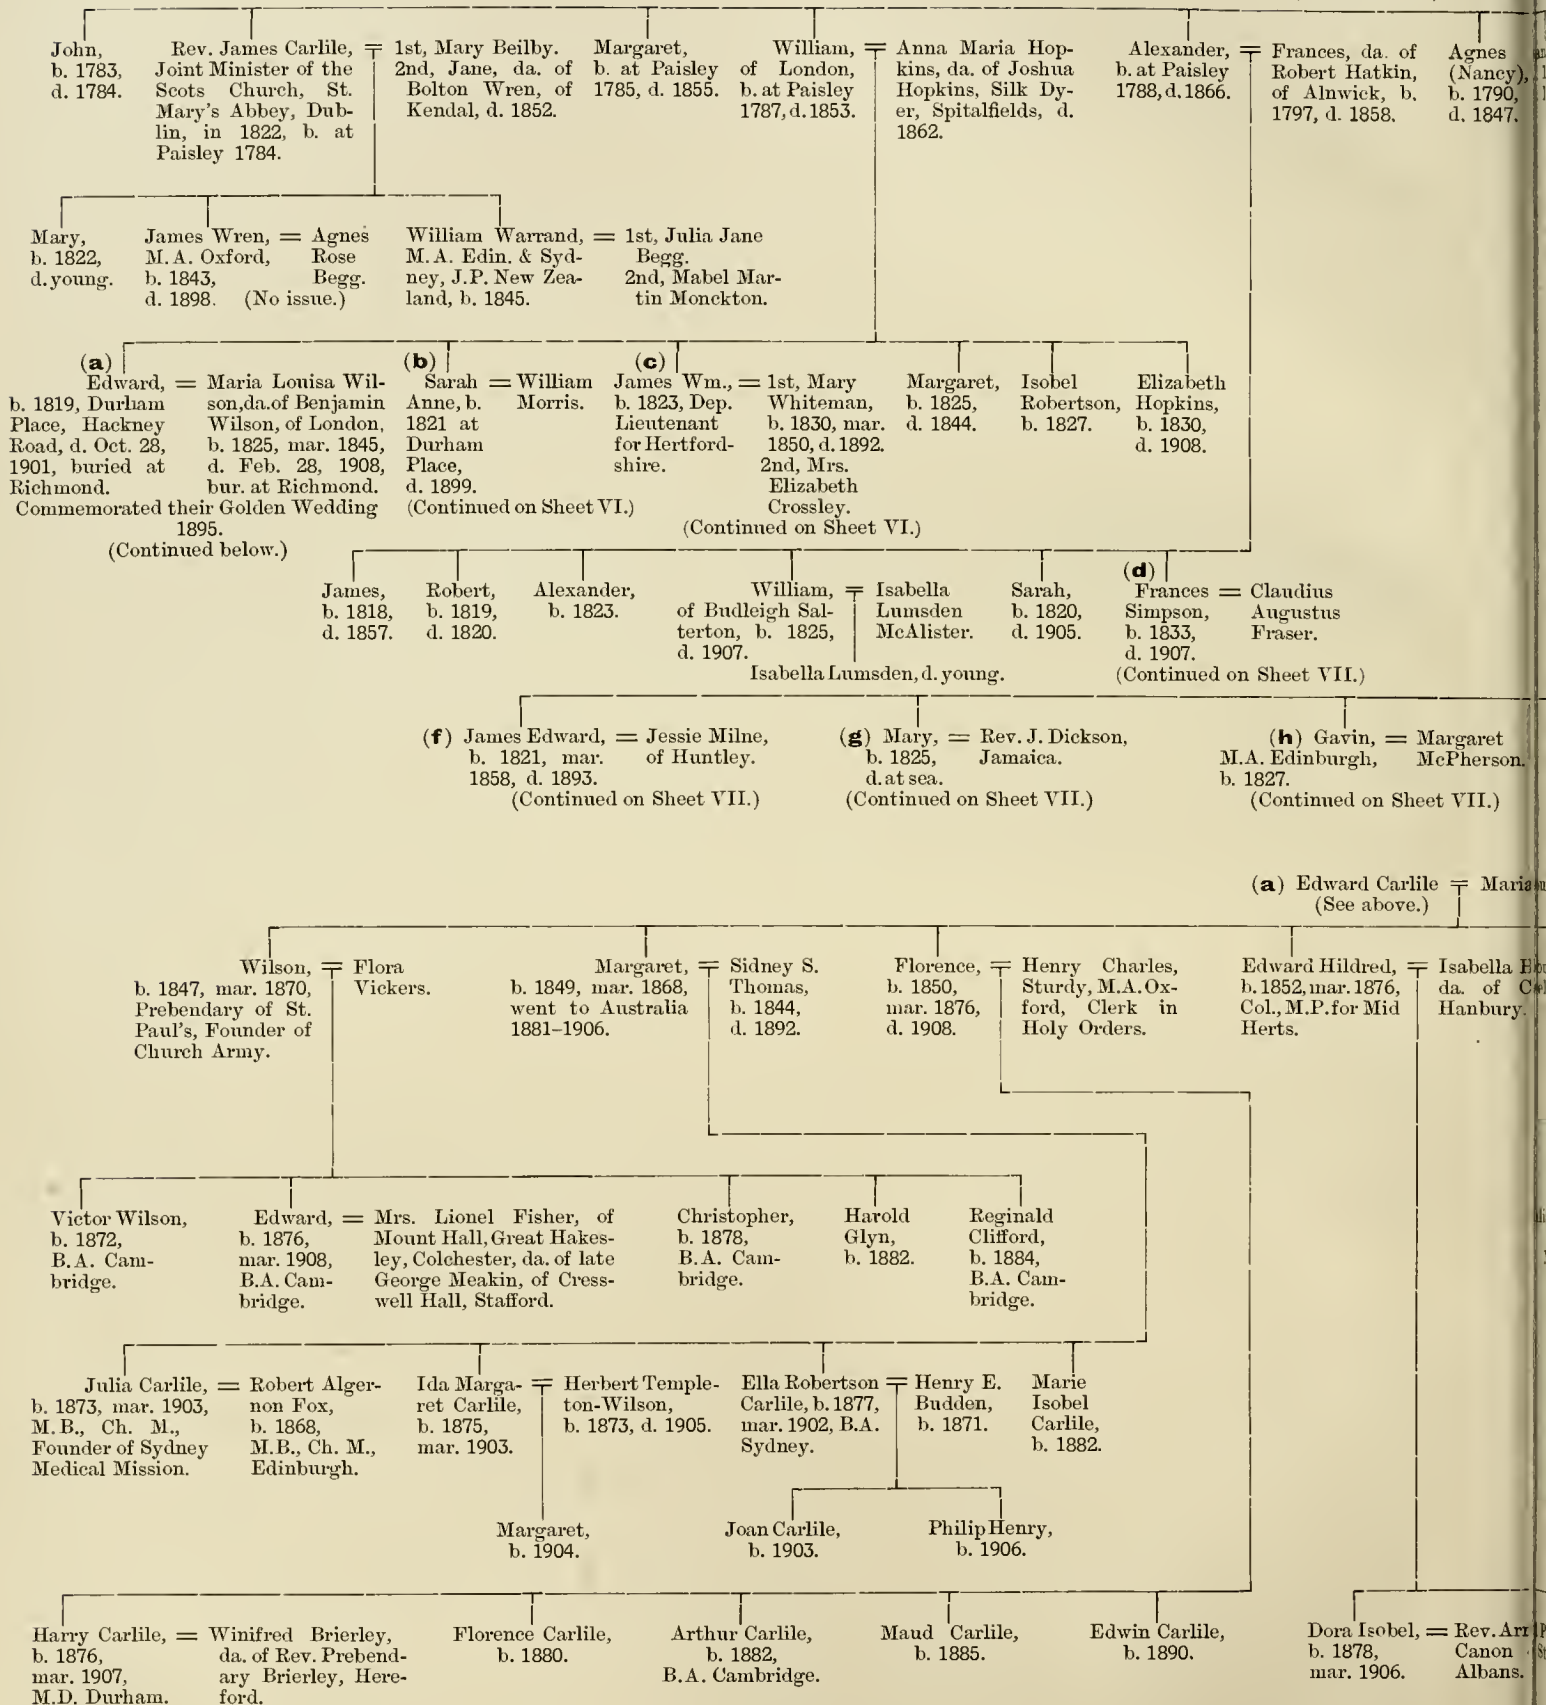 John,
b. 1783,
d. 1784.
Rev. James Carlile,
Joint Minister of the
Scots Church, St.
Mary's Abbey, Dub-
lin, in 1822, b. at
Paisley 1784.
1st, Mary Beilby.
2nd, Jane, da. of
Bolton Wren, of
Kendal, d. 1852.
Margaret,
b. at Paisley
1785, d. 1855.
William,
of London,
b. at Paisley
1787, d. 1853.
Anna Maria Hop-
kins, da. of Joshua
Hopkins, Silk Dy-
er, Spitalfields, d.
1862.
Alexander,
b. at Paisley
1788, d. 1866.
Frances, da. of
Robert Hatkin,
of Alnwick, b.
1797, d. 1858.
Agnes
(Nancy),
b. 1790,
d. 1847.
Mary,
b. 1822,
d. young.
James Wren, =
M.A. Oxford,
b. 1843,
d. 1898. (No issue.)
Agnes
Rose
Begg.
William Warrand, =
M.A. Edin. & Syd-
ney, J.P. New Zea-
land, b. 1845.
1st, Julia Jane
Begg.
2nd, Mabel Mar-
tin Monckton.
(a)
Edward, =
b. 1819, Durham
Place, Hackney
Road, d. Oct. 28,
1901, buried at
Richmond.
Maria Louisa Wil-
son, da. of Benjamin
Wilson, of London,
b. 1825, mar. 1845,
d. Feb. 28, 1908,
bur. at Richmond.
Commemorated their Golden Wedding
1895.
(Continued below.)
(b)
Sarah =
Anne, b.
1821 at
Durham
Place,
d. 1899.
William
Morris.
(Continued on Sheet VI.)
(c)
James Wm., =
b. 1823, Dep.
Lieutenant
for Hertford-
shire.
1st, Mary
Whiteman,
b. 1830, mar.
1850, d. 1892.
2nd, Mrs.
Elizabeth
Crossley.
(Continued on Sheet VI.)
Margaret,
b. 1825,
d. 1844.
Isobel
Robertson,
b. 1827.
Elizabeth
Hopkins,
b. 1830,
d. 1908.
James,
b. 1818,
d. 1857.
Robert,
b. 1819,
d. 1820.
Alexander,
b. 1823.
William,
of Budleigh Sal-
terton, b. 1825,
d. 1907.
Isabella
Lumsden
McAlister.
Isabella Lumsden, d. young.
Sarah,
b. 1820,
d. 1905.
(d)
Frances =
Simpson,
b. 1833,
d. 1907.
Claudius
Augustus
Fraser.
(Continued on Sheet VII.)
(f) James Edward, =
b. 1821, mar.
1858, d. 1893.
Jessie Milne,
of Huntley.
(Continued on Sheet VII.)
(g) Mary, =
b. 1825,
d. at sea.
Rev. J. Dickson,
Jamaica.
(Continued on Sheet VII.)
(h) Gavin, =
M.A. Edinburgh,
b. 1827.
Margaret
McPherson.
(Continued on Sheet VII.)
(a) Edward Carlile
(See above.)
Maria
Wilson,
b. 1847, mar. 1870,
Prebendary of St.
Paul's, Founder of
Church Army.
Flora
Vickers.
Margaret,
b. 1849, mar. 1868,
went to Australia
1881–1906.
Sidney S.
Thomas,
b. 1844,
d. 1892.
Florence,
b. 1850,
mar. 1876,
d. 1908.
Henry Charles,
Sturdy, M.A. Ox-
ford, Clerk in
Holy Orders.
Edward Hildred,
b. 1852, mar. 1876,
Col., M.P. for Mid
Herts.
Isabella
da. of
Hanbury.
Victor Wilson,
b. 1872,
B.A. Cam-
bridge.
Edward, =
b. 1876,
mar. 1908,
B.A. Cam-
bridge.
Mrs. Lionel Fisher, of
Mount Hall, Great Hakes-
ley, Colchester, da. of late
George Meakin, of Cress-
well Hall, Stafford.
Christopher,
b. 1878,
B.A. Cam-
bridge.
Harold
Glyn,
b. 1882.
Reginald
Clifford,
b. 1884,
B.A. Cam-
bridge.
Julia Carlile, =
b. 1873, mar. 1903,
M.B., Ch. M.,
Founder of Sydney
Medical Mission.
Robert Alger-
non Fox,
b. 1868,
M.B., Ch. M.,
Edinburgh.
Ida Marga-
ret Carlile,
b. 1875,
mar. 1903.
Herbert Temple-
ton-Wilson,
b. 1873, d. 1905.
Ella Robertson
Carlile, b. 1877,
mar. 1902, B.A.
Sydney.
Henry E.
Budden,
b. 1871.
Marie
Isobel
Carlile,
b. 1882.
Margaret,
b. 1904.
Joan Carlile,
b. 1903.
Philip Henry,
b. 1906.
Harry Carlile, =
b. 1876,
mar. 1907,
M.D. Durham.
Winifred Brierley,
da. of Rev. Prebend-
ary Brierley, Here-
ford.
Florence Carlile,
b. 1880.
Arthur Carlile,
b. 1882,
B.A. Cambridge.
Maud Carlile,
b. 1885.
Edwin Carlile,
b. 1890.
Dora Isobel, =
b. 1878,
mar. 1906.
Rev.
Canon
Albans.